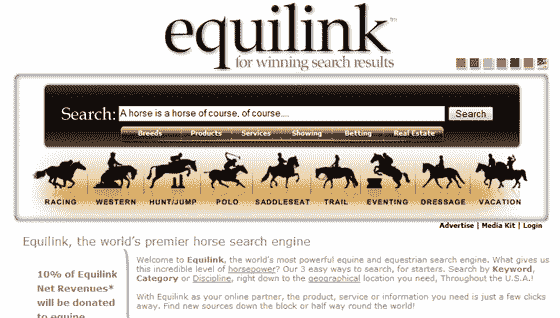 equilink™
for winning search results
Search: A horse is a horse of course, of course.... Search
Breeds Products Services Showing Betting Real Estate
RACING WESTERN HUNT/JUMP POLO SADDLESEAT TRAIL EVENTING DRESSAGE VACATION
Advertise | Media Kit | Login
Equilink, the world's premier horse search engine
10% of Equilink
Net Revenues*
will be donated
to equine
Welcome to Equilink, the world's most powerful equine and equestrian search engine. What gives us
this incredible level of horsepower? Our 3 easy ways to search, for starters. Search by Keyword,
Category or Discipline, right down to the geographical location you need, Throughout the U.S.A.!
With Equilink as your online partner, the product, service or information you need is just a few clicks
away. Find new sources down the block or half way round the world!